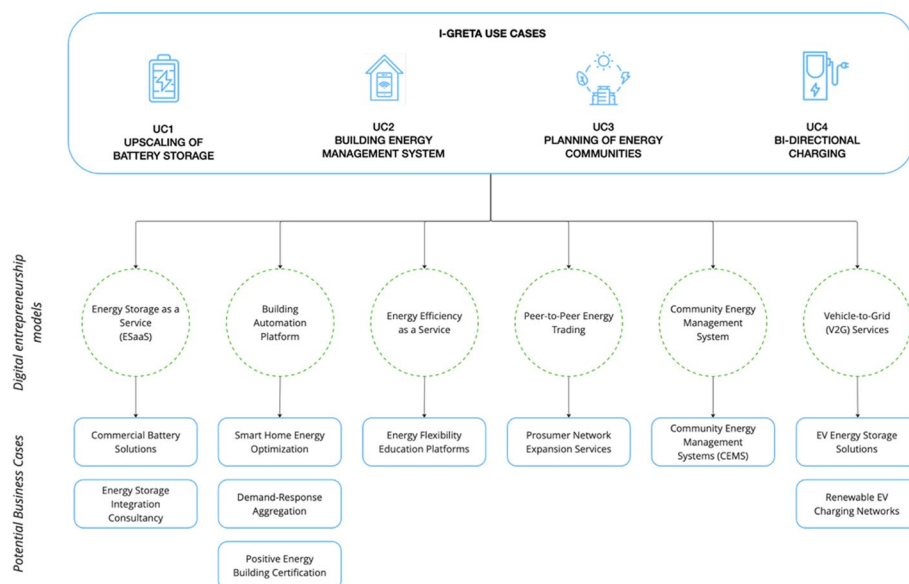 I-GRETA USE CASES
UC1
UPSCALING OF
BATTERY STORAGE
UC2
BUILDING ENERGY
MANAGEMENT SYSTEM
UC3
PLANNING OF ENERGY
COMMUNITIES
UC4
BI-DIRECTIONAL
CHARGING
Digital entrepreneurship
models
Energy Storage as a
Service
(ESaaS)
Building
Automation
Platform
Energy Efficiency
as a Service
Peer-to-Peer Energy
Trading
Community Energy
Management
System
Vehicle-to-Grid
(V2G) Services
Potential Business Cases
Commercial Battery
Solutions
Smart Home Energy
Optimization
Energy Flexibility
Education Platforms
Prosumer Network
Expansion Services
Community Energy
Management
Systems (CEMS)
EV Energy Storage
Solutions
Energy Storage
Integration
Consultancy
Demand-Response
Aggregation
Renewable EV
Charging Networks
Positive Energy
Building Certification